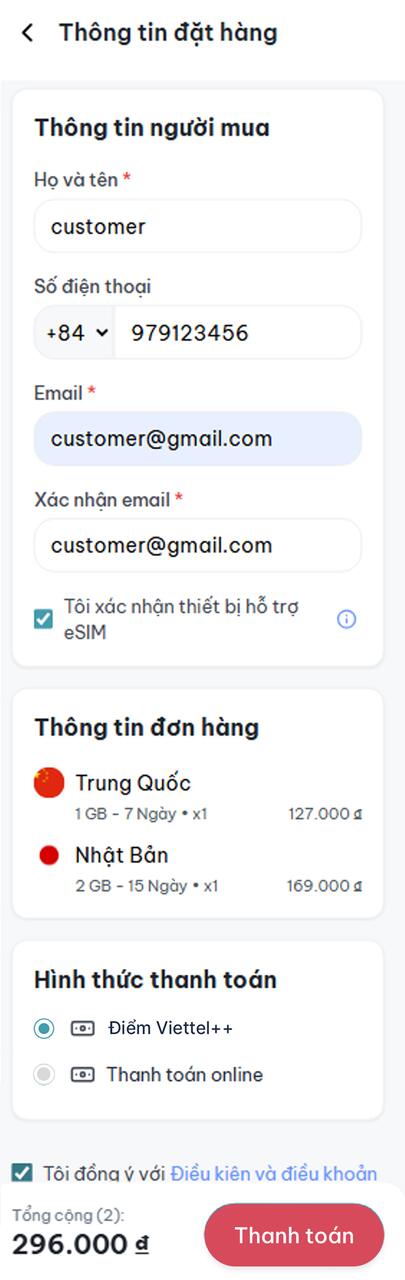 Thông tin đặt hàng
Thông tin người mua
Họ và tên *
customer
Số điện thoại
+84 979123456
Email *
customer@gmail.com
Xác nhận email *
customer@gmail.com
Tôi xác nhận thiết bị hỗ trợ
eSIM
Thông tin đơn hàng
Trung Quốc
1 GB - 7 Ngày • x1 127.000 ₫
Nhật Bản
2 GB - 15 Ngày • x1 169.000 ₫
Hình thức thanh toán
Điểm Viettel++
Thanh toán online
Tôi đồng ý với Điều kiện và điều khoản
Tổng cộng (2):
296.000 ₫
Thanh toán